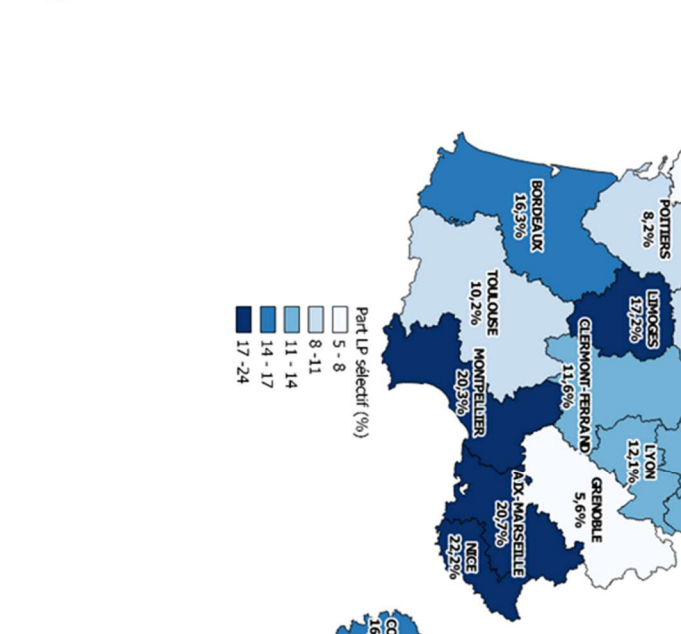 POITIERS
8,2%
LIMOGES
17,2%
BORDEAUX
16,3%
CLERMONT-FERRAND
11,6%
LYON
12,1%
TOULOUSE
10,2%
GRENOBLE
5,6%
MONTPELLIER
20,3%
AIX-MARSEILLE
20,7%
NICE
22,2%
Part LP sélectif (%)
5 - 8
8 -11
11 - 14
14 - 17
17 -24